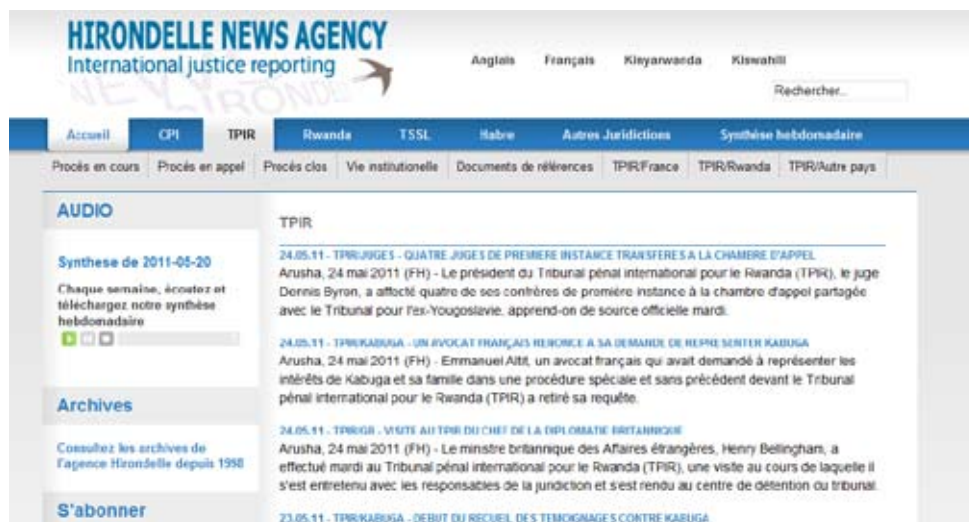 HIRONDELLE NEWS AGENCY
International justice reporting
Anglais Français Kinyarwanda Kiswahili
Rechercher...
Accueil CPI TPIR Rwanda TSSL Habre Autres Juridictions Synthèse hebdomadaire
Procès en cours Procès en appel Procès clos Vie institutionelle Documents de références TPIR/France TPIR/Rwanda TPIR/Autre pays
AUDIO
Synthese de 2011-05-20
Chaque semaine, écoutez et
téléchargez notre synthèse
hebdomadaire
Archives
Consultez les archives de
l'agence Hirondelle depuis 1998
S'abonner
TPIR
24.05.11 - TPIR/JUGES - QUATRE JUGES DE PREMIERE INSTANCE TRANSFERES A LA CHAMBRE D'APPEL
Arusha, 24 mai 2011 (FH) - Le président du Tribunal pénal international pour le Rwanda (TPIR), le juge
Dennis Byron, a affecté quatre de ses confrères de première instance à la chambre d'appel partagée
avec le Tribunal pour l'ex-Yougoslavie, apprend-on de source officielle mardi.
24.05.11 - TPIR/KABUGA - UN AVOCAT FRANÇAIS RENONCE A SA DEMANDE DE REPRESENTER KABUGA
Arusha, 24 mai 2011 (FH) - Emmanuel Altit, un avocat français qui avait demandé à représenter les
intérêts de Kabuga et sa famille dans une procédure spéciale et sans précédent devant le Tribunal
pénal international pour le Rwanda (TPIR) a retiré sa requête.
24.05.11 - TPIR/GB - VISITE AU TPIR DU CHEF DE LA DIPLOMATIE BRITANNIQUE
Arusha, 24 mai 2011 (FH) - Le ministre britannique des Affaires étrangères, Henry Bellingham, a
effectué mardi au Tribunal pénal international pour le Rwanda (TPIR), une visite au cours de laquelle il
s'est entretenu avec les responsables de la juridiction et s'est rendu au centre de détention du tribunal.
23.05.11 - TPIR/KABUGA - DEBUT DU RECUEIL DES TEMOIGNAGES CONTRE KABUGA